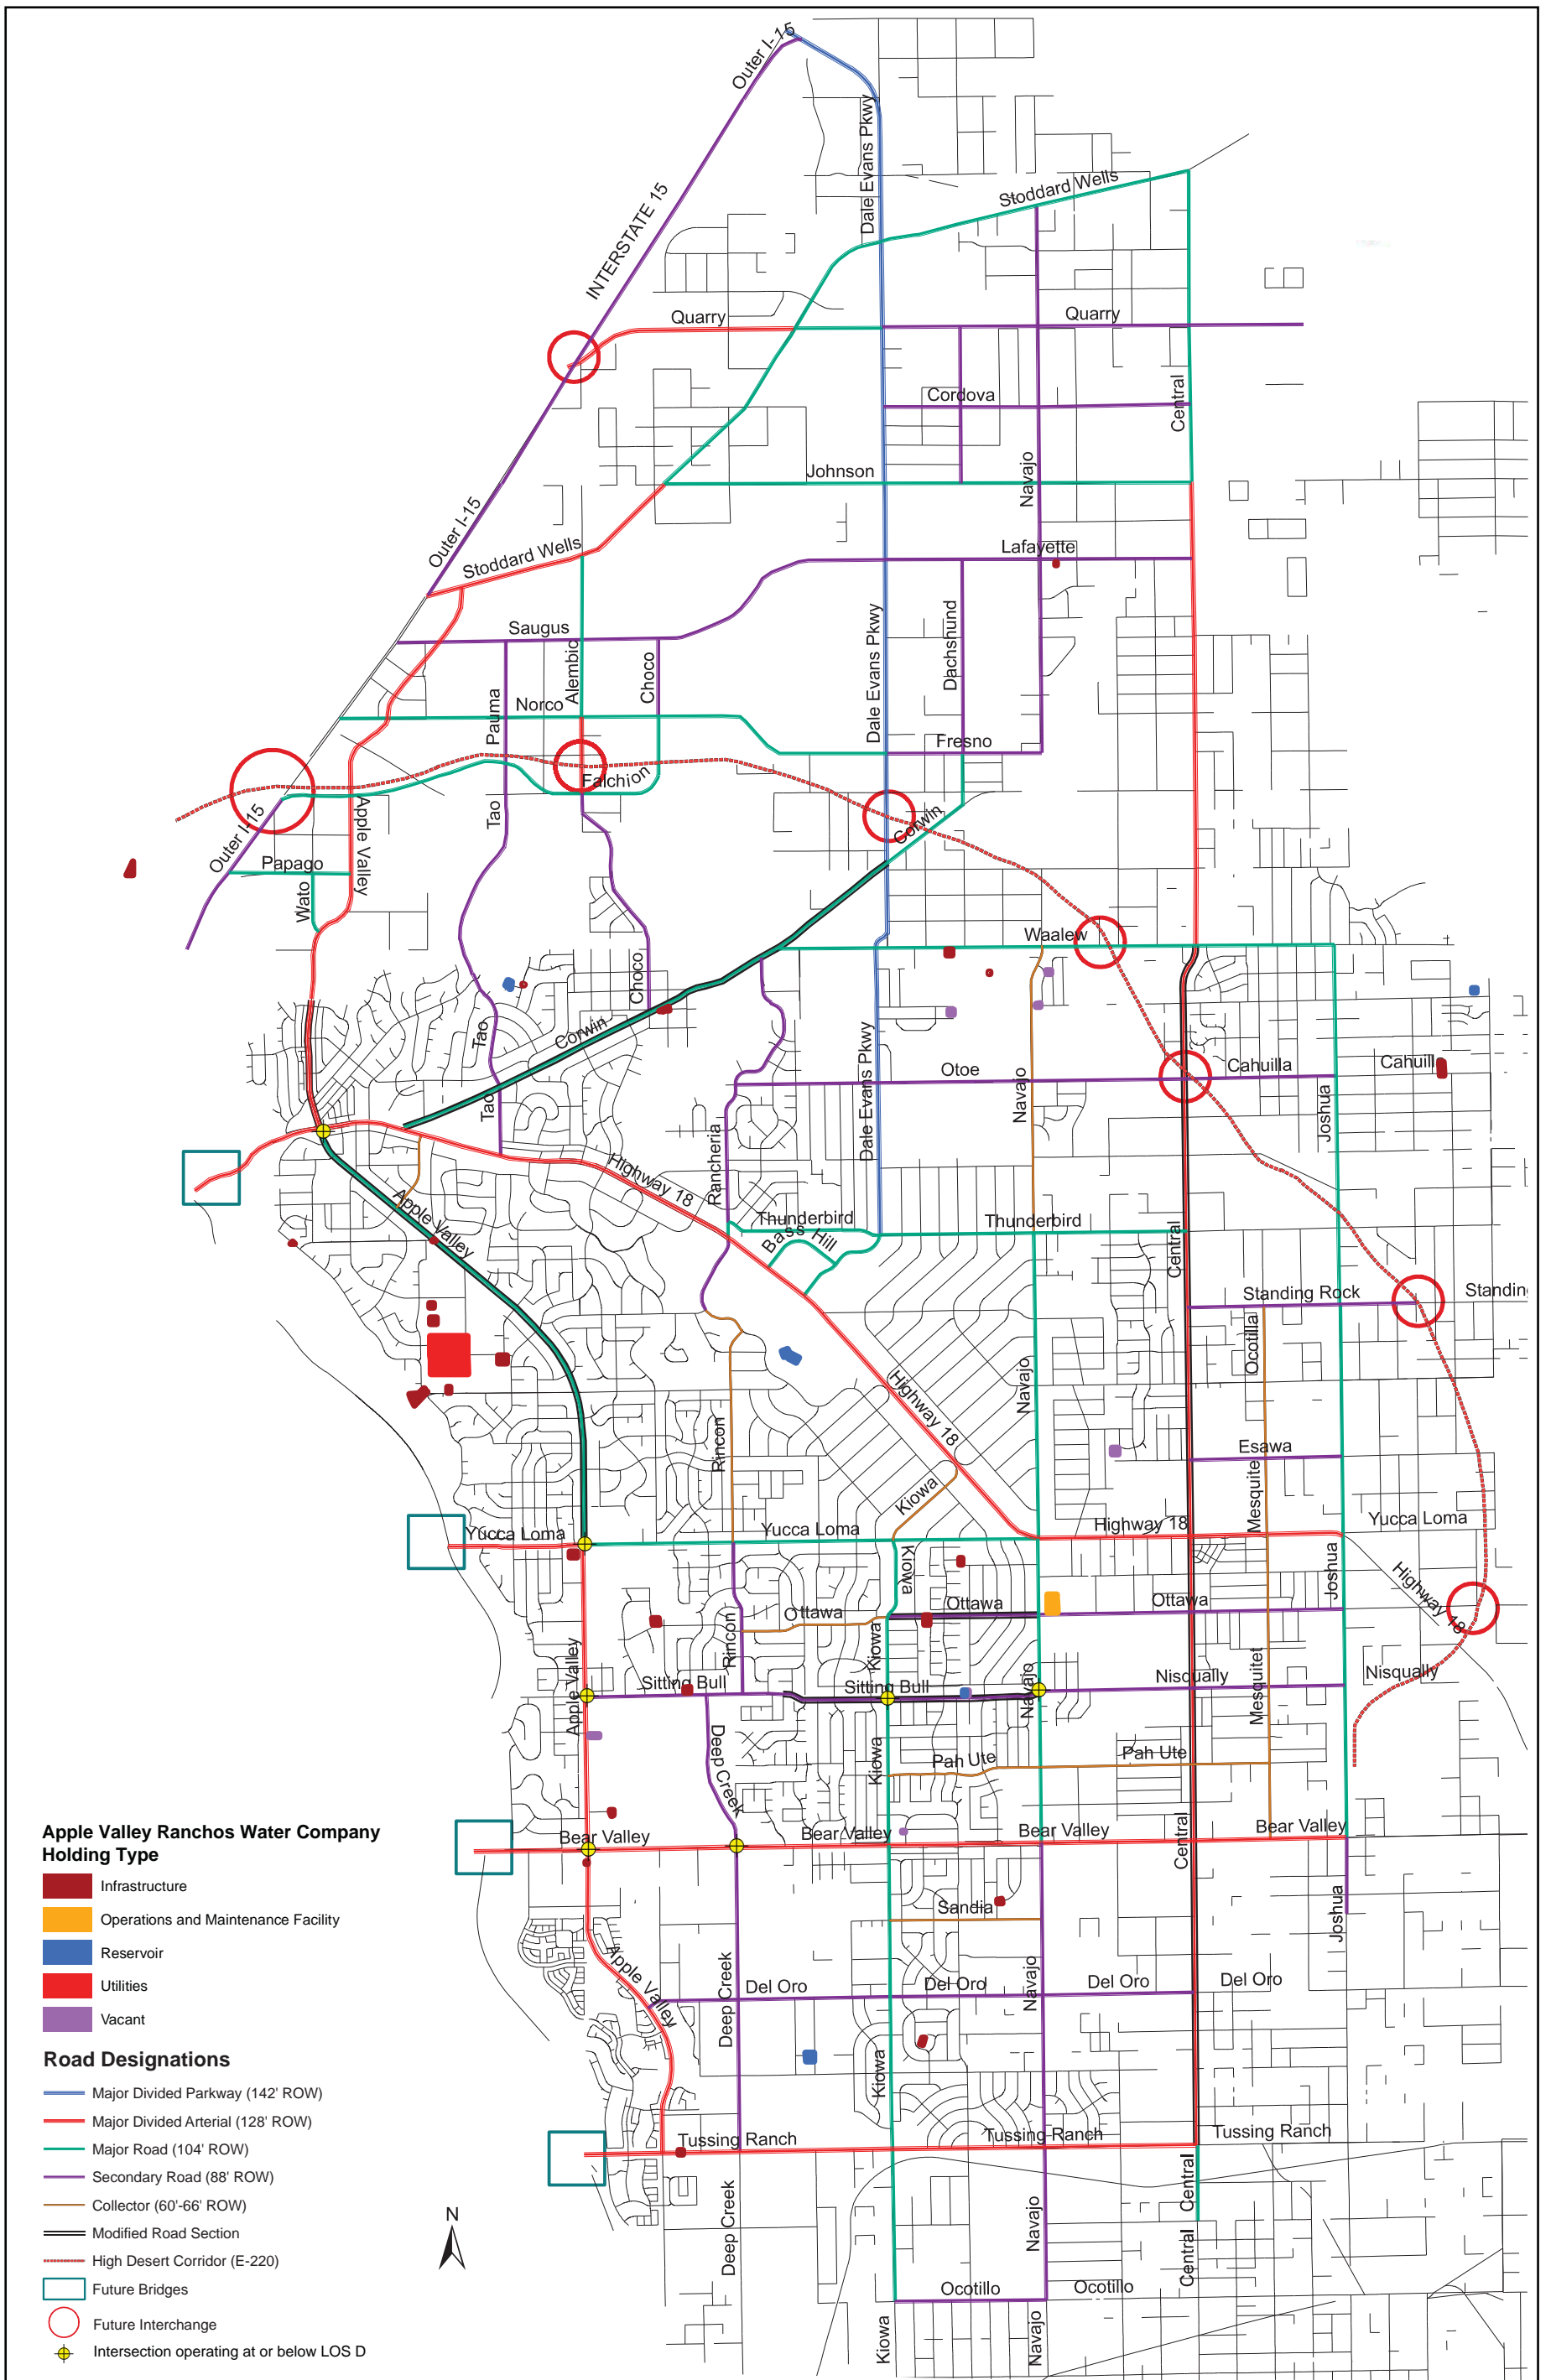 Outer I-15
Dale Evans Pkwy
Stoddard Wells
INTERSTATE 15
Quarry
Quarry
Cordova
Central
Johnson
Navajo
Outer I-15
Stoddard Wells
Lafayette
Saugus
Alembic
Choco
Dale Evans Pkwy
Dachshund
Pauma
Norco
Fresno
Falchion
Tao
Apple Valley
Corwin
Outer I-15
Papago
Wato
Waalew
Choco
Tao
Corwin
Otoe
Cahuilla
Cahuill
Navajo
Joshua
Tao
Dale Evans Pkwy
Rancheria
Highway 18
Apple Valley
Thunderbird
Thunderbird
Bass Hill
Central
Standing Rock
Standing
Ocotilla
Navajo
Highway 18
Rincon
Esawa
Mesquite
Kiowa
Yucca Loma
Yucca Loma
Highway 18
Yucca Loma
Kiowa
Joshua
Highway 18
Ottawa
Ottawa
Ottawa
Rincon
Kiowa
Apple Valley
Sitting Bull
Sitting Bull
Navajo
Nisqually
Nisqually
Mesquitet
Deep Creek
Kiowa
Pah Ute
Pah Ute
Bear Valley
Bear Valley
Bear Valley
Bear Valley
Central
Sandia
Joshua
Apple Valley
Deep Creek
Del Oro
Del Oro
Del Oro
Del Oro
Navajo
Kiowa
Tussing Ranch
Tussing Ranch
Tussing Ranch
Central
Deep Creek
Navajo
Central
Ocotillo
Ocotillo
Kiowa
Navajo
Apple Valley Ranchos Water Company
Holding Type
Infrastructure
Operations and Maintenance Facility
Reservoir
Utilities
Vacant
Road Designations
Major Divided Parkway (142' ROW)
Major Divided Arterial (128' ROW)
Major Road (104' ROW)
Secondary Road (88' ROW)
Collector (60'-66' ROW)
Modified Road Section
High Desert Corridor (E-220)
Future Bridges
Future Interchange
Intersection operating at or below LOS D
N